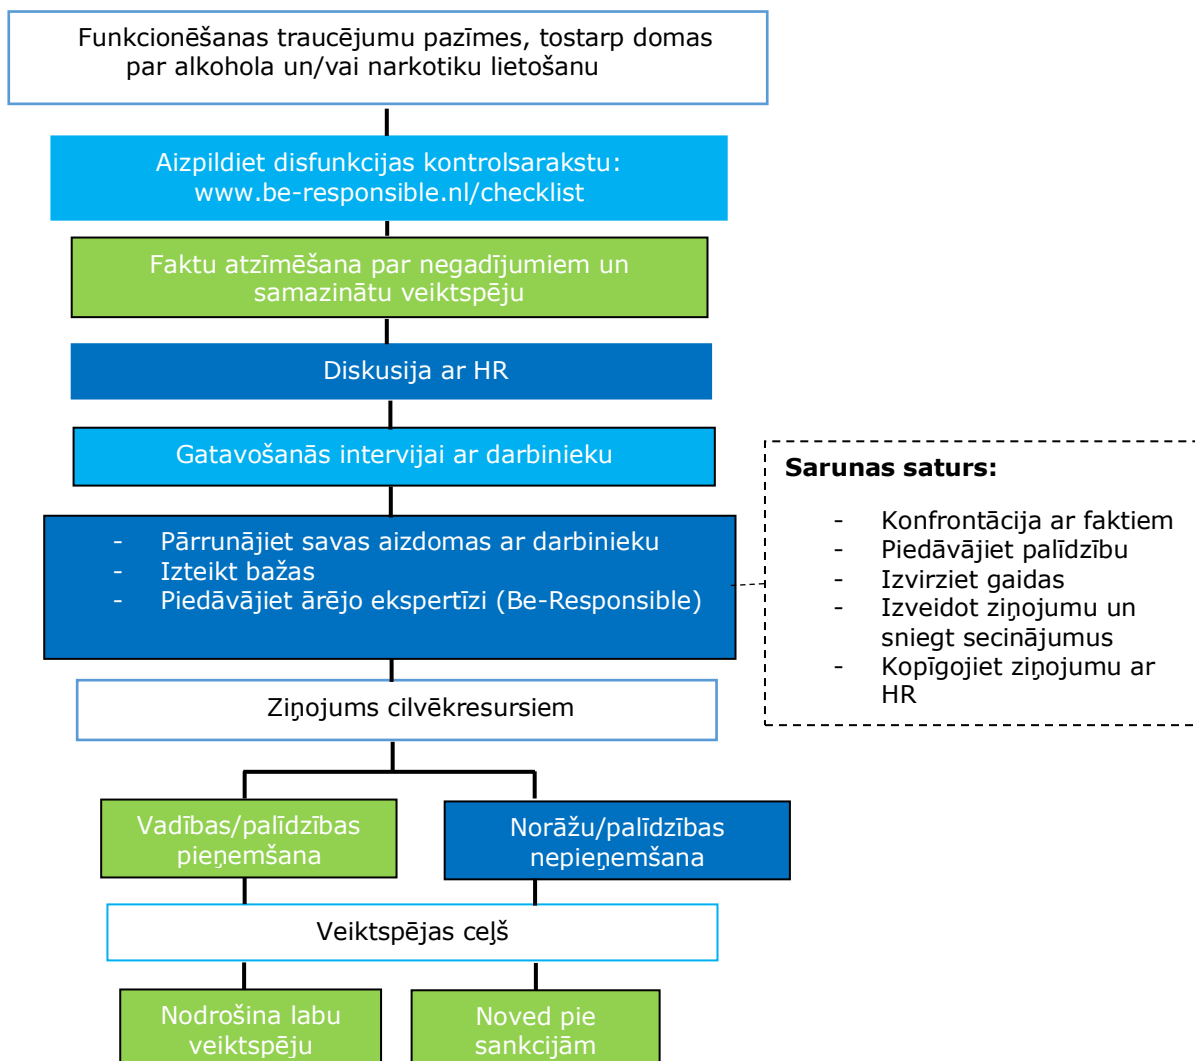 Funkcionēšanas traucējumu pazīmes, tostarp domas
par alkohola un/vai narkotiku lietošanu
Aizpildiet disfunkcijas kontrolsarakstu:
www.be-responsible.nl/checklist
Faktu atzīmēšana par negadījumiem un
samazinātu veiktspēju
Diskusija ar HR
Gatavošanās intervijai ar darbinieku
- Pārrunājiet savas aizdomas ar darbinieku
- Izteikt bažas
- Piedāvājiet ārējo ekspertīzi (Be-Responsible)
Sarunas saturs:
- Konfrontācija ar faktiem
- Piedāvājiet palīdzību
- Izvirziet gaidas
- Izveidot ziņojumu un
sniegt secinājumus
- Kopīgojiet ziņojumu ar
HR
Ziņojums cilvēkresursiem
Vadības/palīdzības
pieņemšana
Norāžu/palīdzības
nepieņemšana
Veiktspējas ceļš
Nodrošina labu
veiktspēju
Noved pie
sankcijām